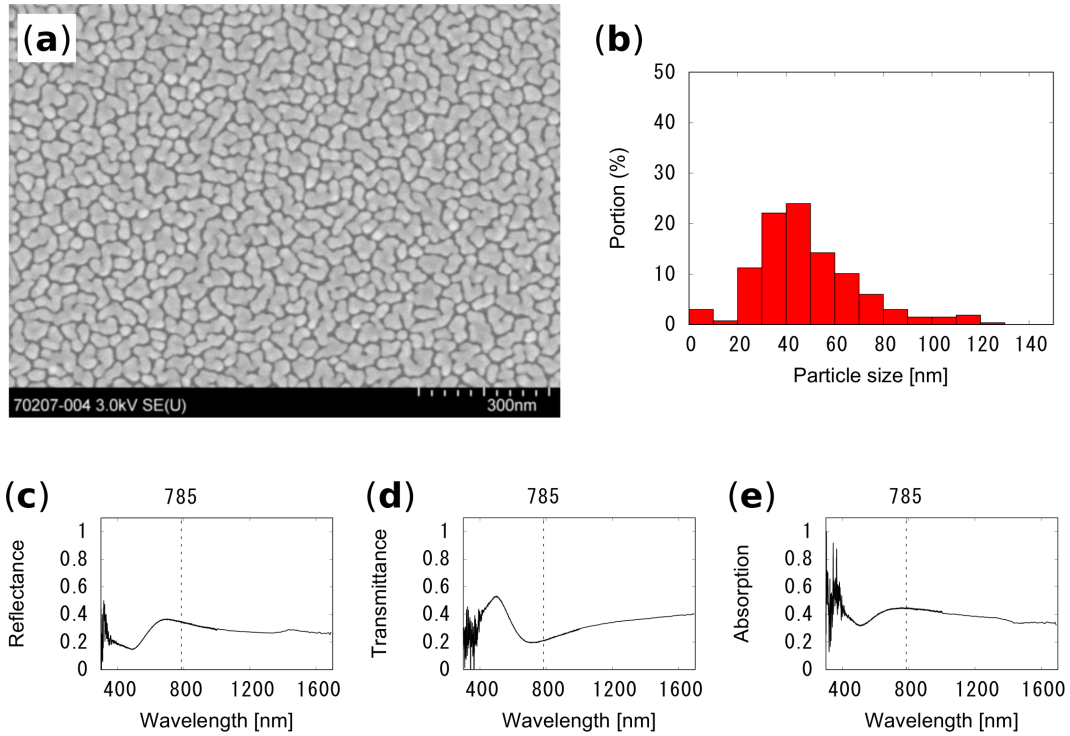 (a)
70207-004 3.0kV SE(U)
300nm
(b)
50
40
30
20
10
0
Portion (%)
0 20 40 60 80 100 120 140
Particle size [nm]
(c)
785
1
0.8
0.6
0.4
0.2
0
Reflectance
400 800 1200 1600
Wavelength [nm]
(d)
785
1
0.8
0.6
0.4
0.2
0
Transmittance
400 800 1200 1600
Wavelength [nm]
(e)
785
1
0.8
0.6
0.4
0.2
0
Absorption
400 800 1200 1600
Wavelength [nm]